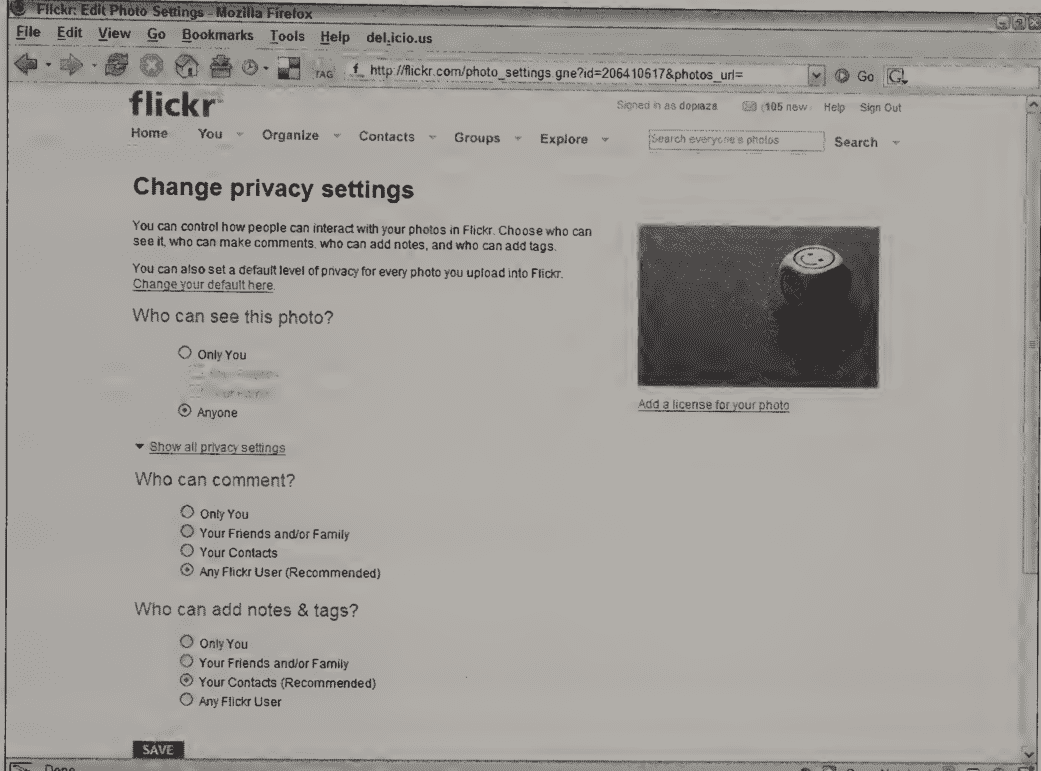 Flickr: Edit Photo Settings - Mozilla Firefox
File Edit View Go Bookmarks Tools Help del.icio.us
TAG f http://flickr.com/photo_settings.gne?id=206410617&photos_url= Go G
flickr
Signed in as dopiaza (105 new) Help Sign Out
Home You Organize Contacts Groups Explore Search everyone's photos Search
Change privacy settings
You can control how people can interact with your photos in Flickr. Choose who can
see it, who can make comments, who can add notes, and who can add tags.
You can also set a default level of privacy for every photo you upload into Flickr.
Change your default here.
Who can see this photo?
Only You
Anyone
Add a license for your photo
Show all privacy settings
Who can comment?
Only You
Your Friends and/or Family
Your Contacts
Any Flickr User (Recommended)
Who can add notes & tags?
Only You
Your Friends and/or Family
Your Contacts (Recommended)
Any Flickr User
SAVE
Done